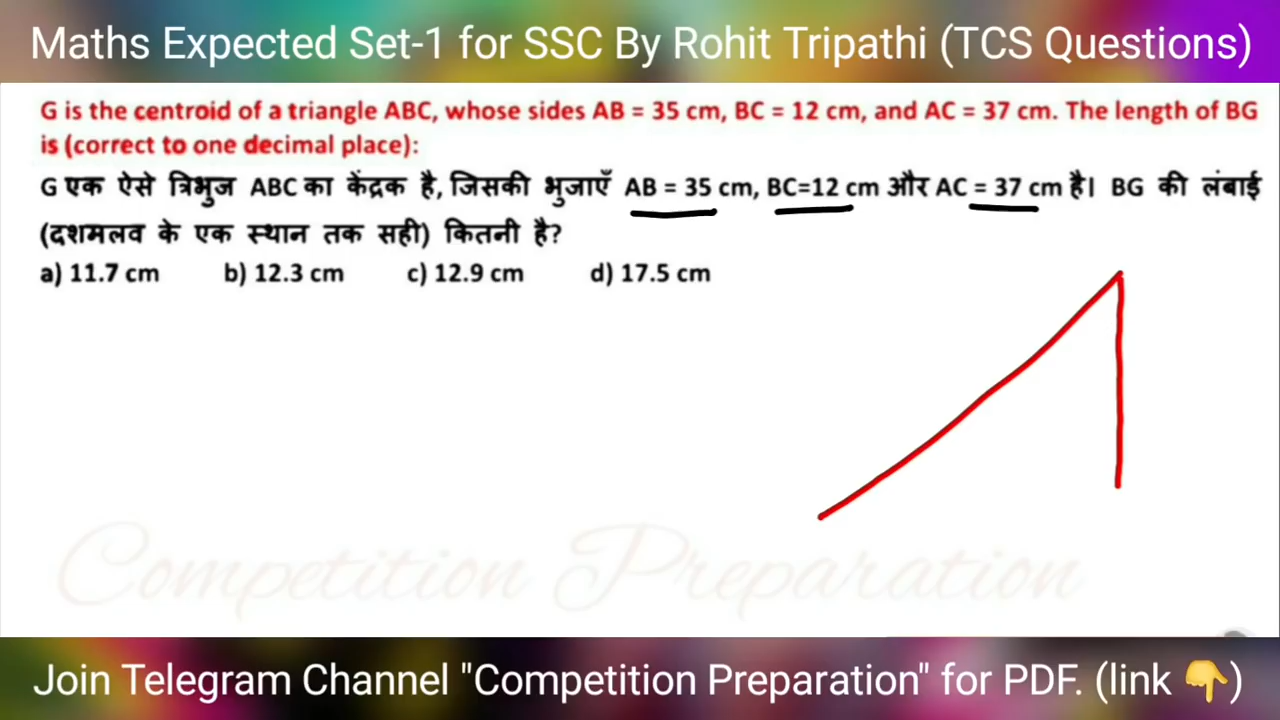 Maths Expected Set-1 for SSC By Rohit Tripathi (TCS Questions)
G is the centroid of a triangle ABC, whose sides AB = 35 cm, BC = 12 cm, and AC = 37 cm. The length of BG
is (correct to one decimal place):
G एक ऐसे त्रिभुज ABC का केंद्रक है, जिसकी भुजाएँ AB = 35 cm, BC=12 cm और AC = 37 cm है। BG की लंबाई
(दशमलव के एक स्थान तक सही) कितनी है?
a) 11.7 cm b) 12.3 cm c) 12.9 cm d) 17.5 cm
Competition Preparation
Join Telegram Channel "Competition Preparation" for PDF. (link 👇)